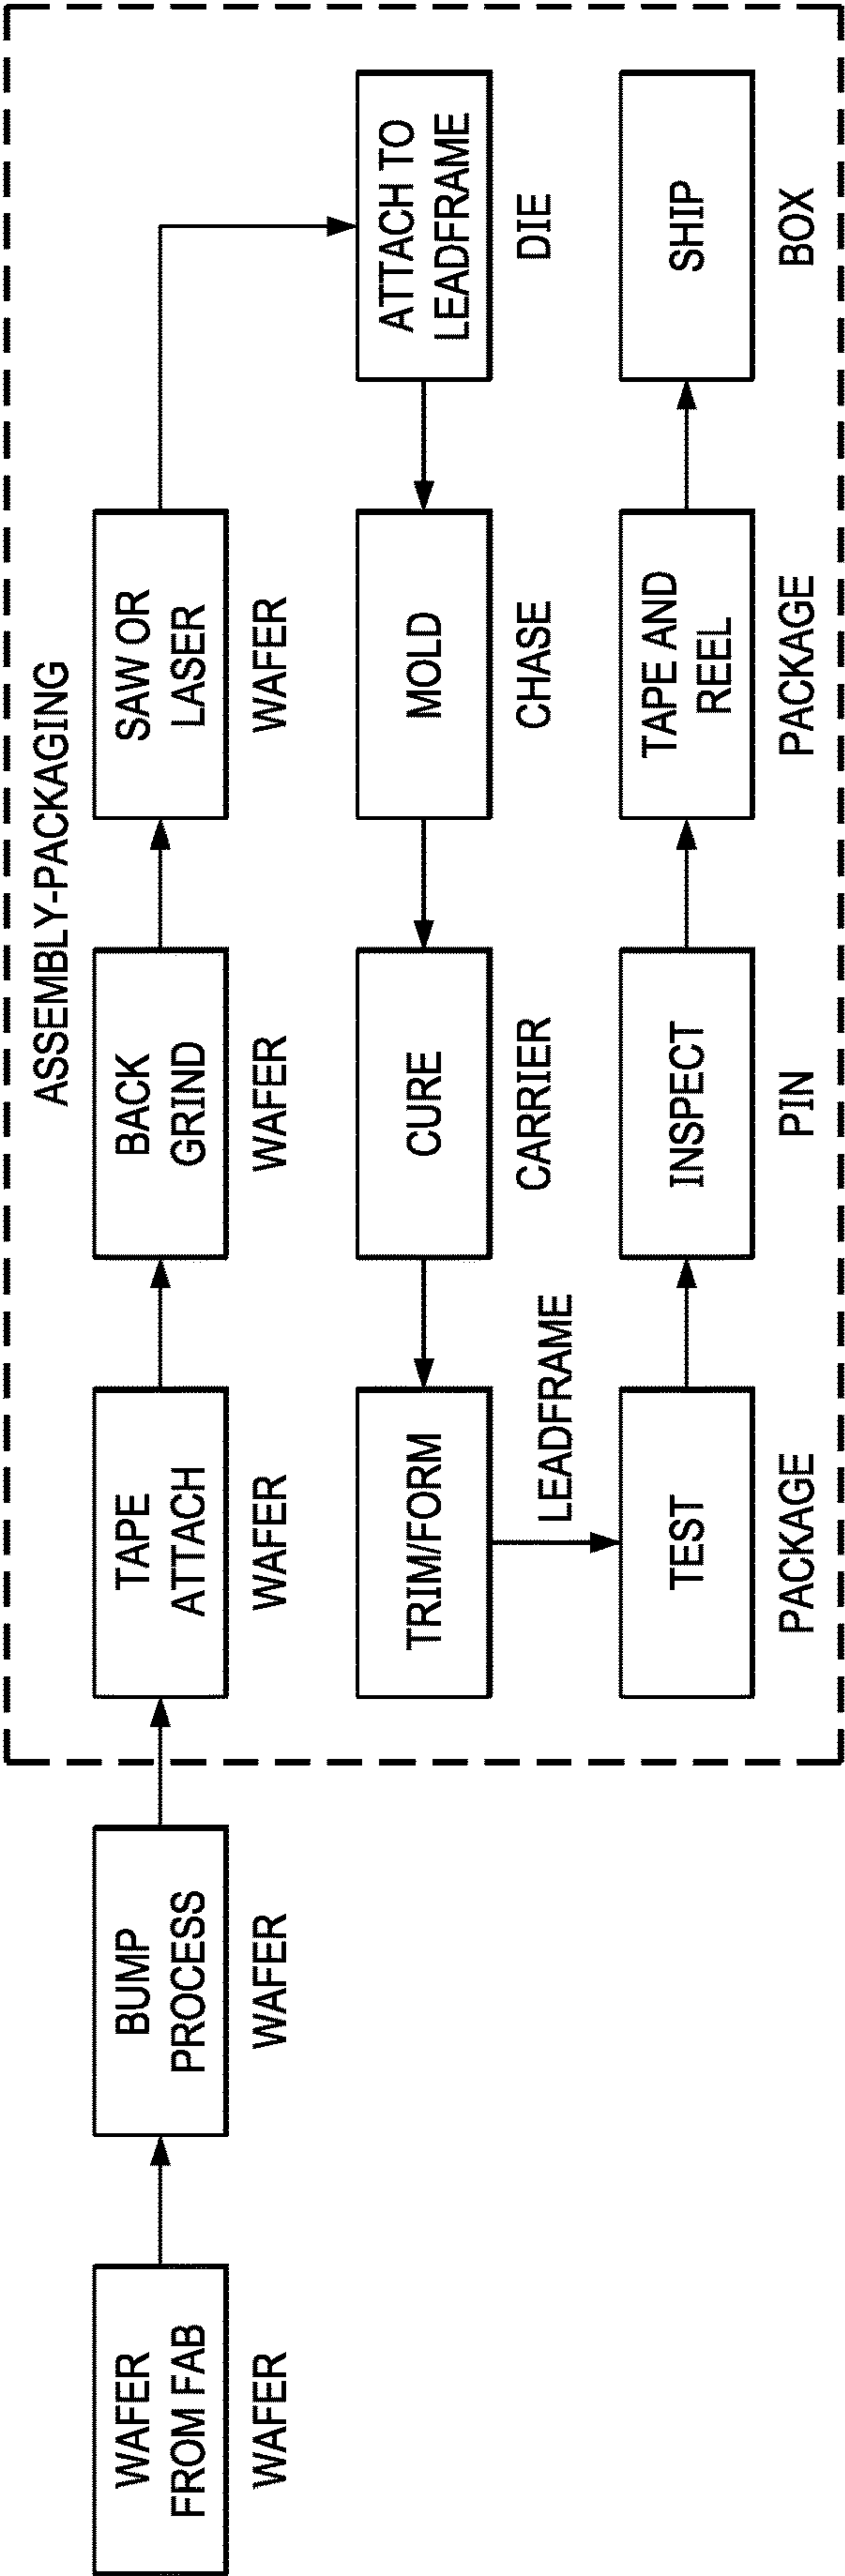 ASSEMBLY-PACKAGING
WAFER
FROM FAB
WAFER
BUMP
PROCESS
WAFER
TAPE
ATTACH
WAFER
BACK
GRIND
WAFER
SAW OR
LASER
WAFER
ATTACH TO
LEADFRAME
DIE
MOLD
CHASE
CURE
CARRIER
TRIM/FORM
LEADFRAME
TEST
PACKAGE
INSPECT
PIN
TAPE AND
REEL
PACKAGE
SHIP
BOX